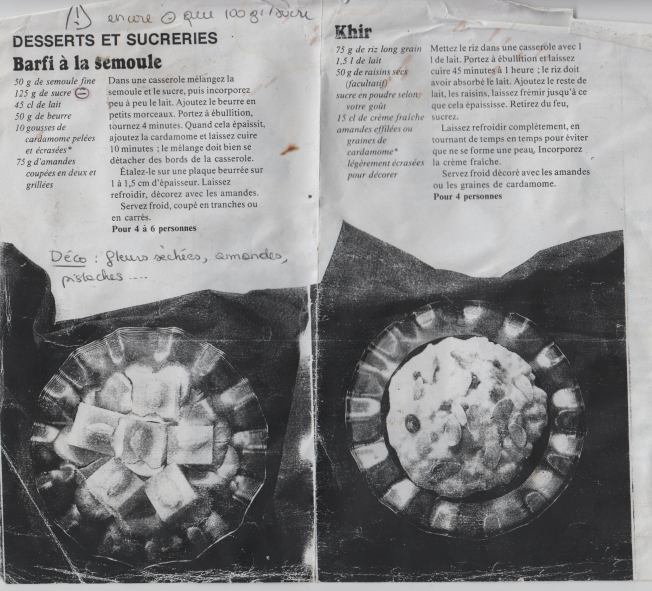 /!\ encore ⊖ que 100 gr/sucre
DESSERTS ET SUCRERIES
Barfi à la semoule
50 g de semoule fine
125 g de sucre ⊖
45 cl de lait
50 g de beurre
10 gousses de
cardamome pelées
et écrasées*
75 g d'amandes
coupées en deux et
grillées
Dans une casserole mélangez la
semoule et le sucre, puis incorporez
peu à peu le lait. Ajoutez le beurre en
petits morceaux. Portez à ébullition,
tournez 4 minutes. Quand cela épaissit,
ajoutez la cardamome et laissez cuire
10 minutes ; le mélange doit bien se
détacher des bords de la casserole.
Étalez-le sur une plaque beurrée sur
1 à 1,5 cm d'épaisseur. Laissez
refroidir, décorez avec les amandes.
Servez froid, coupé en tranches ou
en carrés.
Pour 4 à 6 personnes
Déco : fleurs séchées, amandes,
pistaches ....
Khir
75 g de riz long grain
1,5 l de lait
50 g de raisins secs
(facultatif)
sucre en poudre selon
votre goût
15 cl de crème fraîche
amandes effilées ou
graines de
cardamome*
légèrement écrasées
pour décorer
Mettez le riz dans une casserole avec 1
l de lait. Portez à ébullition et laissez
cuire 45 minutes à 1 heure ; le riz doit
avoir absorbé le lait. Ajoutez le reste de
lait, les raisins, laissez frémir jusqu'à ce
que cela épaississe. Retirez du feu,
sucrez.
Laissez refroidir complètement, en
tournant de temps en temps pour éviter
que ne se forme une peau. Incorporez
la crème fraîche.
Servez froid décoré avec les amandes
ou les graines de cardamome.
Pour 4 personnes